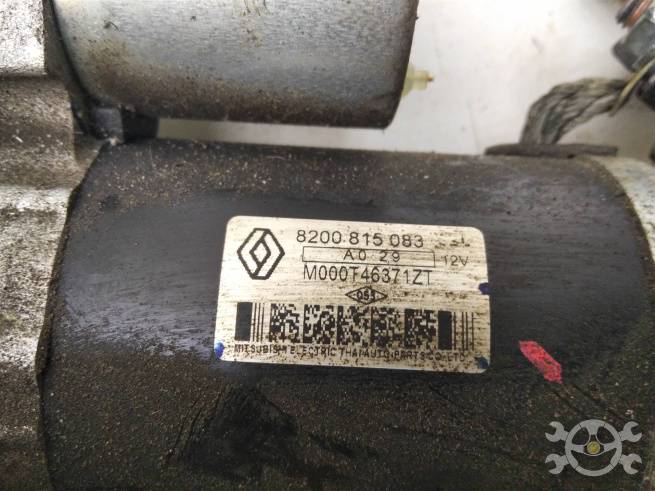 8200 815 083
A0 29 12V
M000T46371ZT
MITSUBISHI ELECTRIC THAI AUTO-PARTS CO.,LTD.